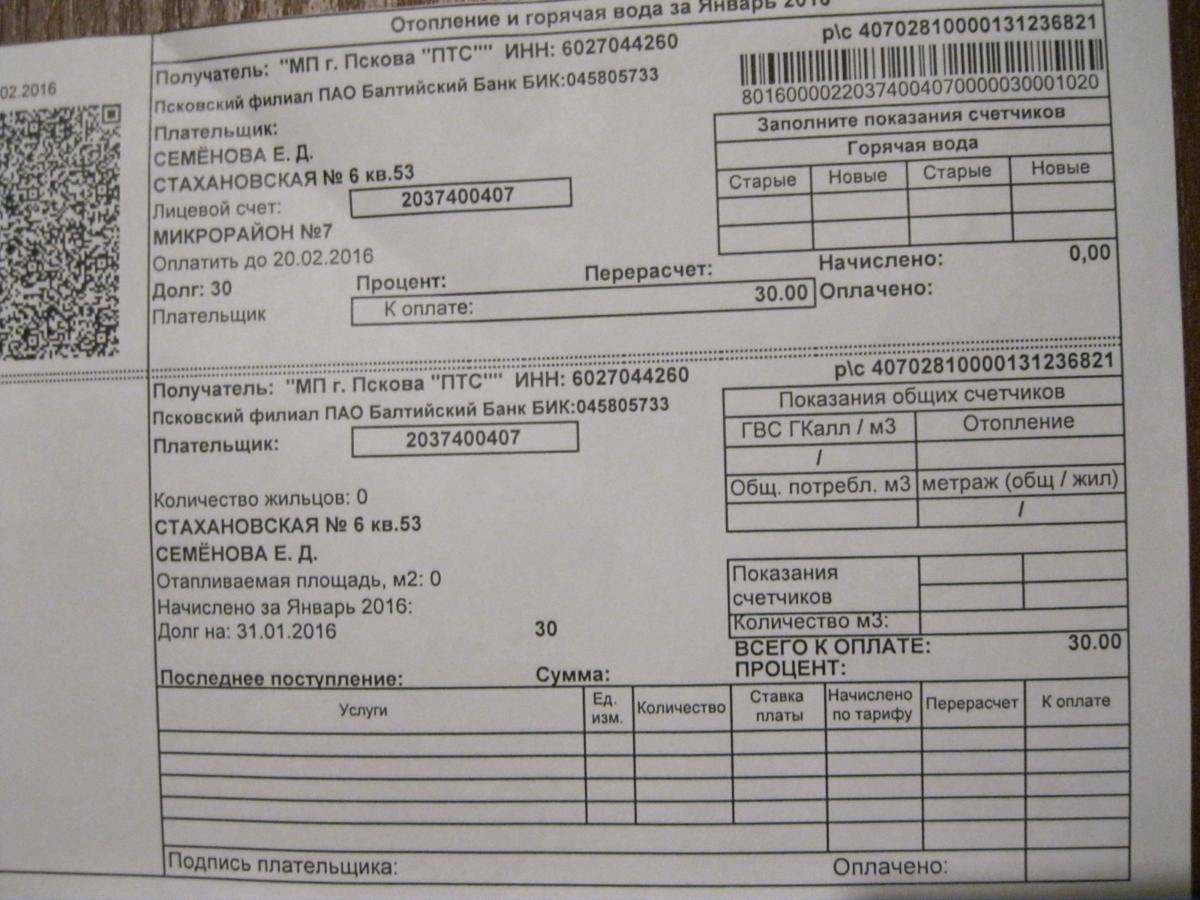 Отопление и горячая вода за Январь 2016
02.2016
Получатель: "МП г. Пскова "ПТС"" ИНН: 6027044260
р\с 40702810000131236821
Псковский филиал ПАО Балтийский Банк БИК:045805733
80160000220374004070000030001020
Плательщик:
СЕМЁНОВА Е. Д.
СТАХАНОВСКАЯ № 6 кв.53
Лицевой счет: 2037400407
МИКРОРАЙОН №7
Оплатить до 20.02.2016
Заполните показания счетчиков
Горячая вода
Старые Новые Старые Новые
Долг: 30 Процент: Перерасчет: Начислено: 0,00
Плательщик К оплате: 30.00 Оплачено:
Получатель: "МП г. Пскова "ПТС"" ИНН: 6027044260
р\с 40702810000131236821
Псковский филиал ПАО Балтийский Банк БИК:045805733
Плательщик: 2037400407
Показания общих счетчиков
ГВС ГКалл / м3 Отопление
/
Общ. потребл. м3 метраж (общ / жил)
/
Количество жильцов: 0
СТАХАНОВСКАЯ № 6 кв.53
СЕМЁНОВА Е. Д.
Отапливаемая площадь, м2: 0
Начислено за Январь 2016:
Долг на: 31.01.2016 30
Показания
счетчиков
Количество м3:
ВСЕГО К ОПЛАТЕ: 30.00
ПРОЦЕНТ:
Последнее поступление: Сумма:
Услуги Ед. изм. Количество Ставка платы Начислено по тарифу Перерасчет К оплате
Подпись плательщика: Оплачено: